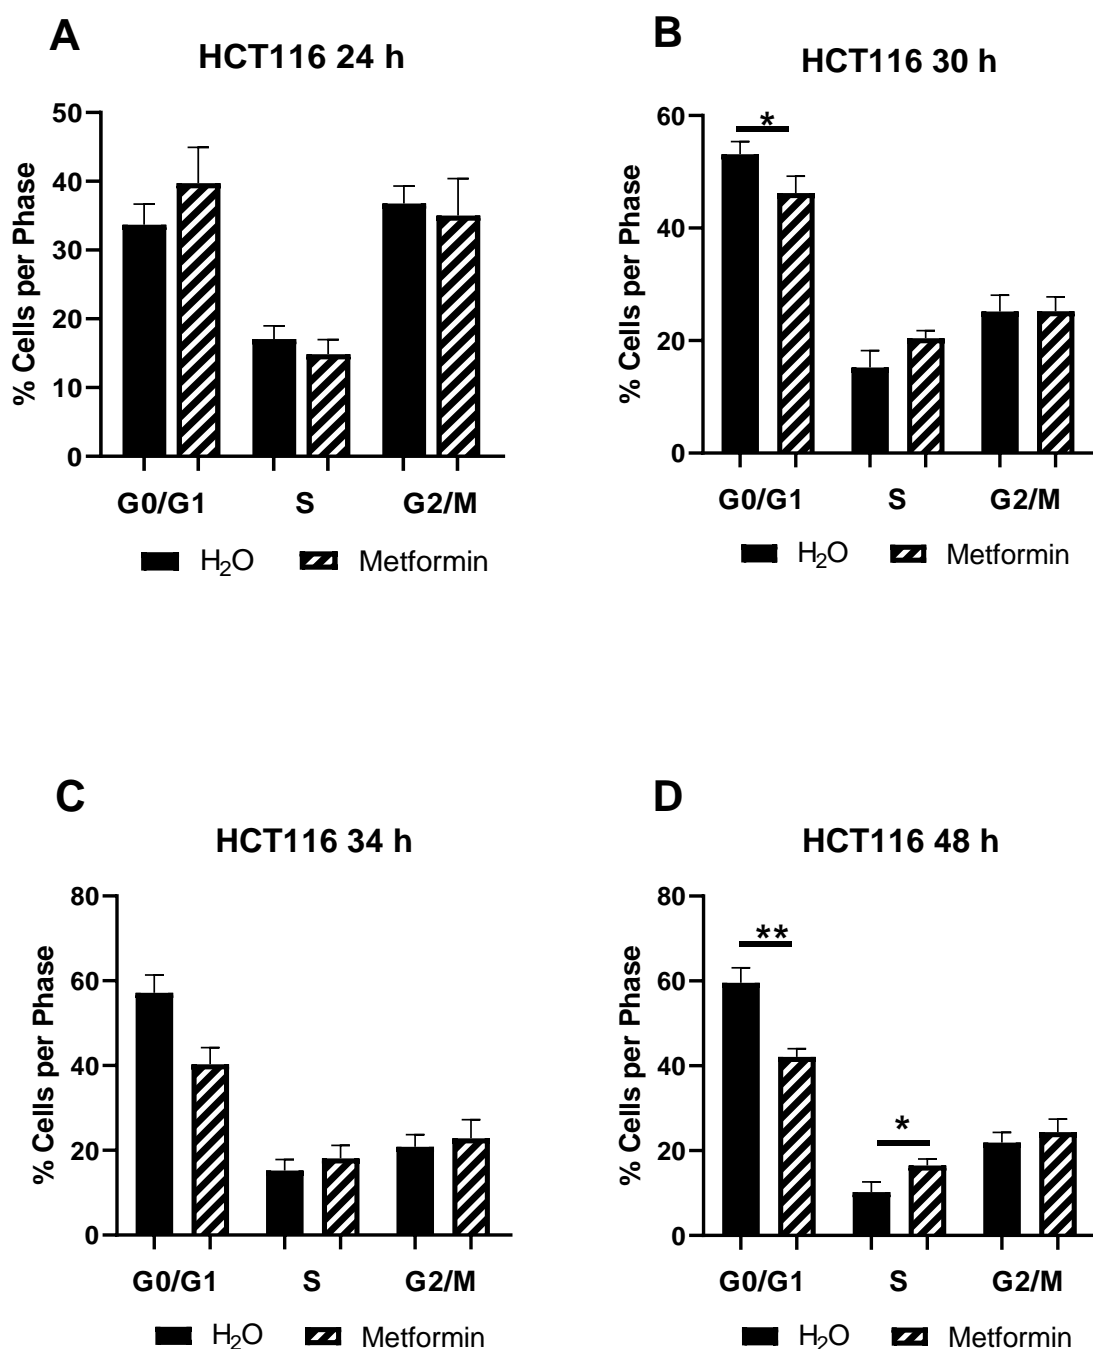 A
HCT116 24 h
% Cells per Phase
50
40
30
20
10
0
G0/G1 S G2/M
H₂O Metformin
B
HCT116 30 h
% Cells per Phase
60
40
20
0
*
G0/G1 S G2/M
H₂O Metformin
C
HCT116 34 h
% Cells per Phase
80
60
40
20
0
G0/G1 S G2/M
H₂O Metformin
D
HCT116 48 h
% Cells per Phase
80
60
40
20
0
**
*
G0/G1 S G2/M
H₂O Metformin